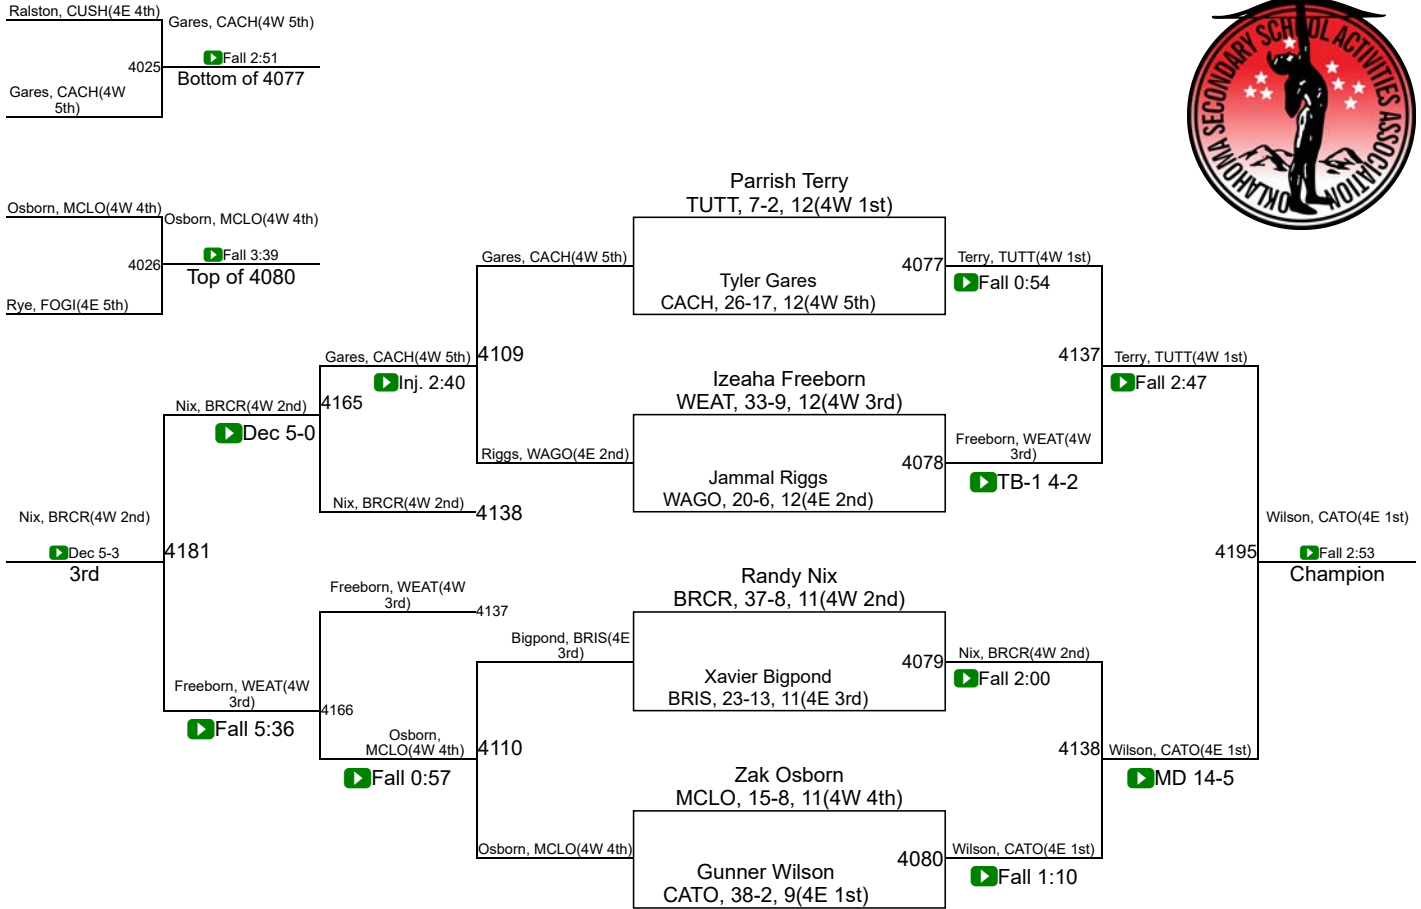 Ralston, CUSH(4E 4th)
Gares, CACH(4W 5th)
Fall 2:51
4025
Bottom of 4077
Gares, CACH(4W
5th)
OKLAHOMA SECONDARY SCHOOL ACTIVITIES ASSOCIATION
Osborn, MCLO(4W 4th)
Osborn, MCLO(4W 4th)
Fall 3:39
4026
Top of 4080
Rye, FOGI(4E 5th)
Parrish Terry
TUTT, 7-2, 12(4W 1st)
Gares, CACH(4W 5th)
4077
Terry, TUTT(4W 1st)
Tyler Gares
Fall 0:54
CACH, 26-17, 12(4W 5th)
Gares, CACH(4W 5th)
4109
4137
Terry, TUTT(4W 1st)
Inj. 2:40
Fall 2:47
Izeaha Freeborn
WEAT, 33-9, 12(4W 3rd)
Nix, BRCR(4W 2nd)
4165
Dec 5-0
Riggs, WAGO(4E 2nd)
4078
Freeborn, WEAT(4W
3rd)
Jammal Riggs
TB-1 4-2
WAGO, 20-6, 12(4E 2nd)
Nix, BRCR(4W 2nd)
4138
Nix, BRCR(4W 2nd)
Wilson, CATO(4E 1st)
Dec 5-3
4181
4195
Fall 2:53
3rd
Champion
Randy Nix
BRCR, 37-8, 11(4W 2nd)
Freeborn, WEAT(4W
3rd)
4137
Bigpond, BRIS(4E
3rd)
4079
Nix, BRCR(4W 2nd)
Xavier Bigpond
Fall 2:00
BRIS, 23-13, 11(4E 3rd)
Freeborn, WEAT(4W
3rd)
4166
Fall 5:36
Osborn,
MCLO(4W 4th)
4110
4138
Wilson, CATO(4E 1st)
Fall 0:57
MD 14-5
Zak Osborn
MCLO, 15-8, 11(4W 4th)
Osborn, MCLO(4W 4th)
4080
Wilson, CATO(4E 1st)
Gunner Wilson
Fall 1:10
CATO, 38-2, 9(4E 1st)